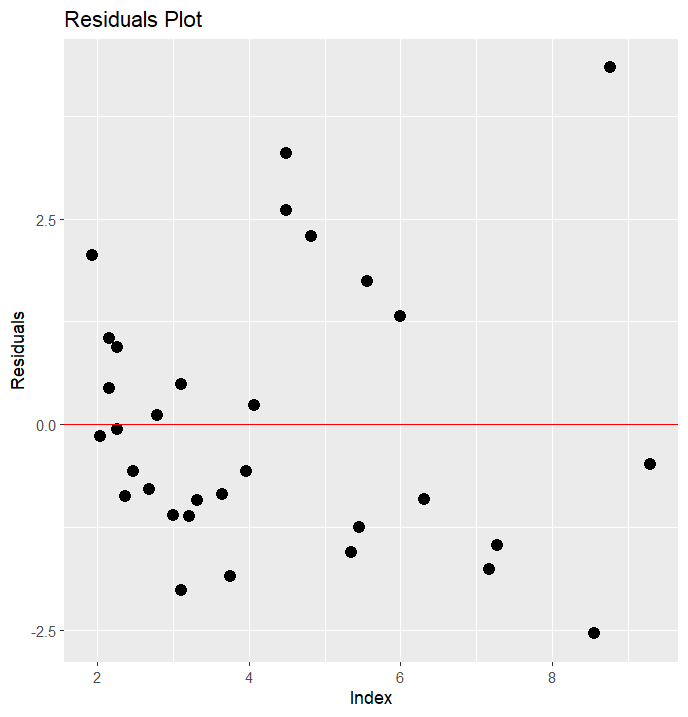 Residuals Plot
Residuals
2.5
0.0
-2.5
2 4 6 8
Index